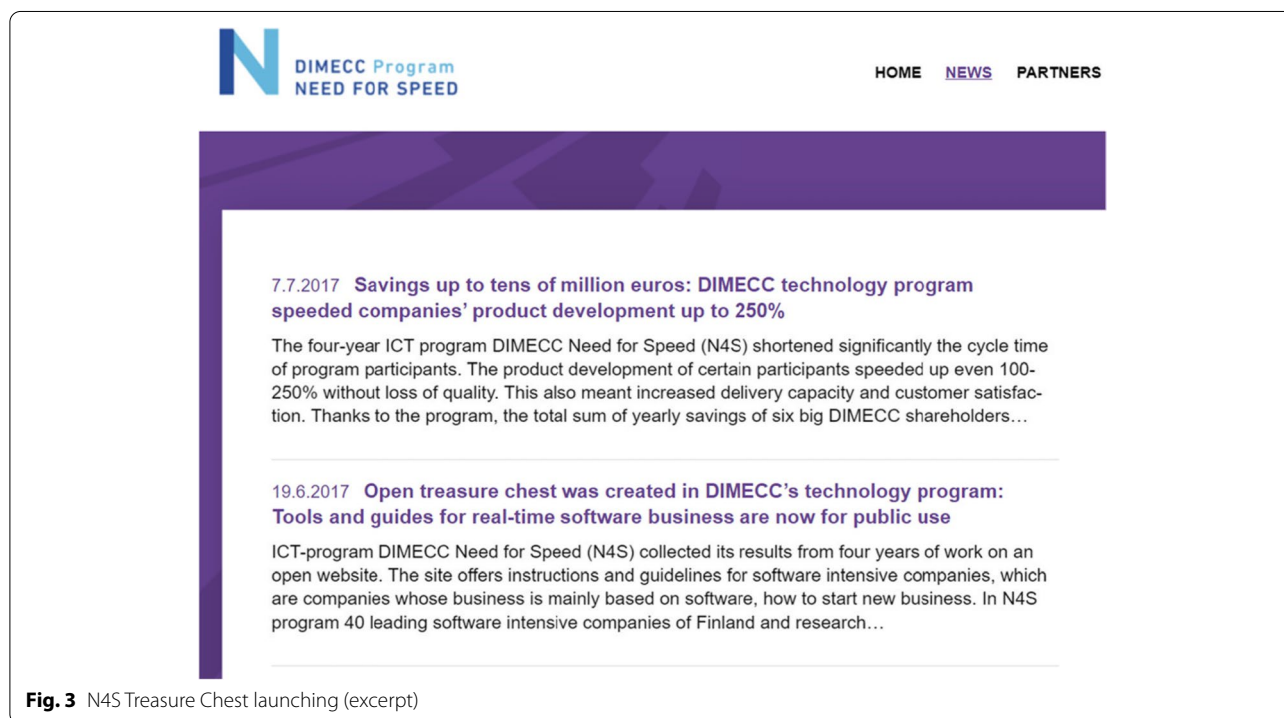 N DIMECC Program
NEED FOR SPEED
HOME NEWS PARTNERS
7.7.2017 Savings up to tens of million euros: DIMECC technology program
speeded companies’ product development up to 250%
The four-year ICT program DIMECC Need for Speed (N4S) shortened significantly the cycle time
of program participants. The product development of certain participants speeded up even 100-
250% without loss of quality. This also meant increased delivery capacity and customer satisfac-
tion. Thanks to the program, the total sum of yearly savings of six big DIMECC shareholders…
19.6.2017 Open treasure chest was created in DIMECC’s technology program:
Tools and guides for real-time software business are now for public use
ICT-program DIMECC Need for Speed (N4S) collected its results from four years of work on an
open website. The site offers instructions and guidelines for software intensive companies, which
are companies whose business is mainly based on software, how to start new business. In N4S
program 40 leading software intensive companies of Finland and research…
Fig. 3 N4S Treasure Chest launching (excerpt)